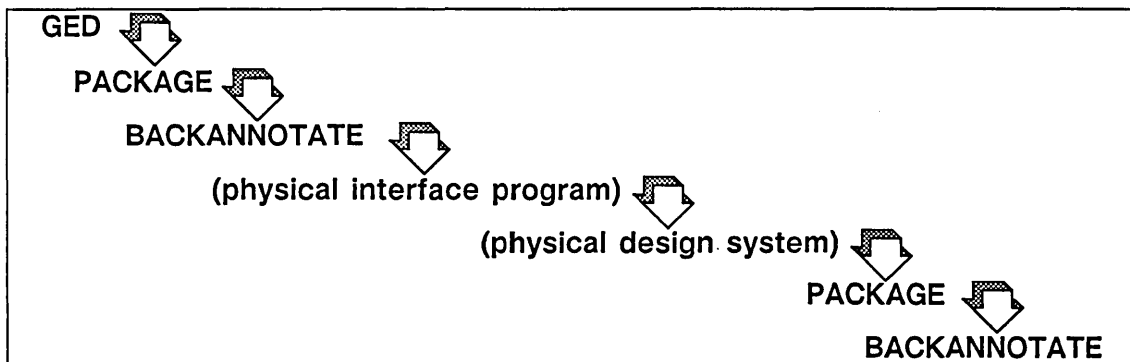 GED
PACKAGE
BACKANNOTATE
(physical interface program)
(physical design system)
PACKAGE
BACKANNOTATE